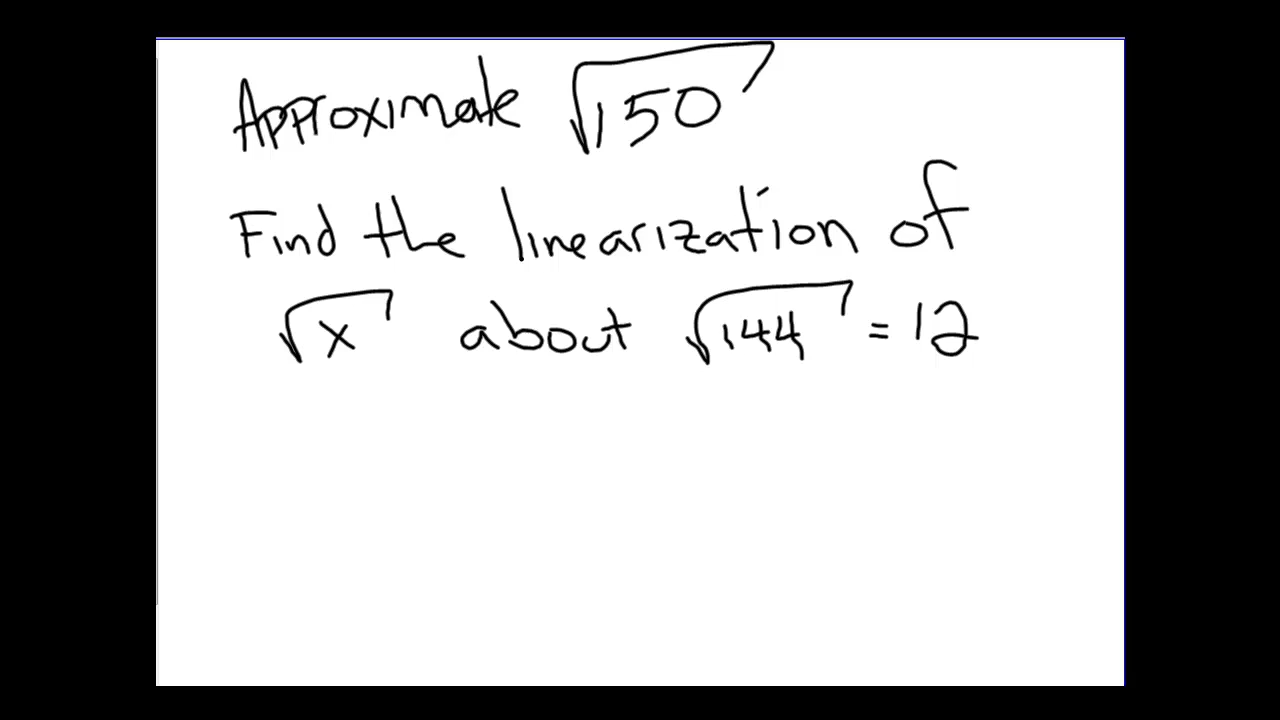 Approximate √150
Find the linearization of
√x about √144 = 12